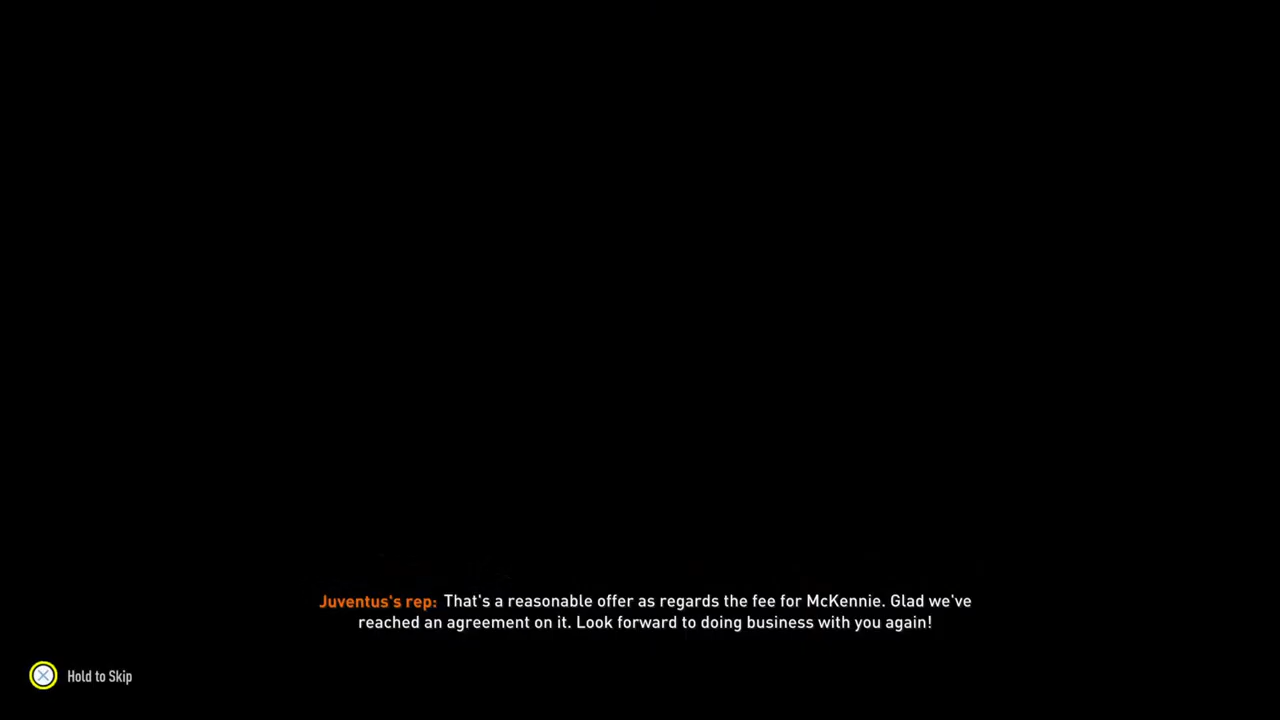 Juventus's rep: That's a reasonable offer as regards the fee for McKennie. Glad we've
reached an agreement on it. Look forward to doing business with you again!
Hold to Skip